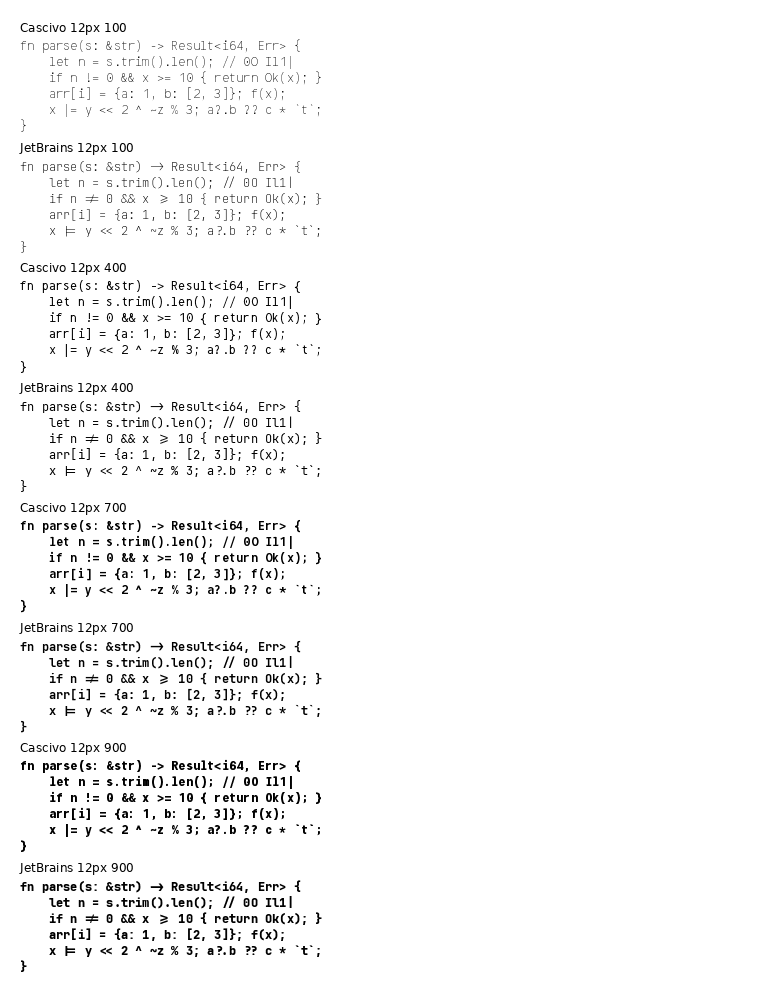 Cascivo 12px 100
fn parse(s: &str) -> Result<i64, Err> {
    let n = s.trim().len(); // 0O Il1|
    if n != 0 && x >= 10 { return Ok(x); }
    arr[i] = {a: 1, b: [2, 3]}; f(x);
    x |= y << 2 ^ ~z % 3; a?.b ?? c * `t`;
}
JetBrains 12px 100
fn parse(s: &str) -> Result<i64, Err> {
    let n = s.trim().len(); // 0O Il1|
    if n != 0 && x >= 10 { return Ok(x); }
    arr[i] = {a: 1, b: [2, 3]}; f(x);
    x |= y << 2 ^ ~z % 3; a?.b ?? c * `t`;
}
Cascivo 12px 400
fn parse(s: &str) -> Result<i64, Err> {
    let n = s.trim().len(); // 0O Il1|
    if n != 0 && x >= 10 { return Ok(x); }
    arr[i] = {a: 1, b: [2, 3]}; f(x);
    x |= y << 2 ^ ~z % 3; a?.b ?? c * `t`;
}
JetBrains 12px 400
fn parse(s: &str) -> Result<i64, Err> {
    let n = s.trim().len(); // 0O Il1|
    if n != 0 && x >= 10 { return Ok(x); }
    arr[i] = {a: 1, b: [2, 3]}; f(x);
    x |= y << 2 ^ ~z % 3; a?.b ?? c * `t`;
}
Cascivo 12px 700
fn parse(s: &str) -> Result<i64, Err> {
    let n = s.trim().len(); // 0O Il1|
    if n != 0 && x >= 10 { return Ok(x); }
    arr[i] = {a: 1, b: [2, 3]}; f(x);
    x |= y << 2 ^ ~z % 3; a?.b ?? c * `t`;
}
JetBrains 12px 700
fn parse(s: &str) -> Result<i64, Err> {
    let n = s.trim().len(); // 0O Il1|
    if n != 0 && x >= 10 { return Ok(x); }
    arr[i] = {a: 1, b: [2, 3]}; f(x);
    x |= y << 2 ^ ~z % 3; a?.b ?? c * `t`;
}
Cascivo 12px 900
fn parse(s: &str) -> Result<i64, Err> {
    let n = s.trim().len(); // 0O Il1|
    if n != 0 && x >= 10 { return Ok(x); }
    arr[i] = {a: 1, b: [2, 3]}; f(x);
    x |= y << 2 ^ ~z % 3; a?.b ?? c * `t`;
}
JetBrains 12px 900
fn parse(s: &str) -> Result<i64, Err> {
    let n = s.trim().len(); // 0O Il1|
    if n != 0 && x >= 10 { return Ok(x); }
    arr[i] = {a: 1, b: [2, 3]}; f(x);
    x |= y << 2 ^ ~z % 3; a?.b ?? c * `t`;
}